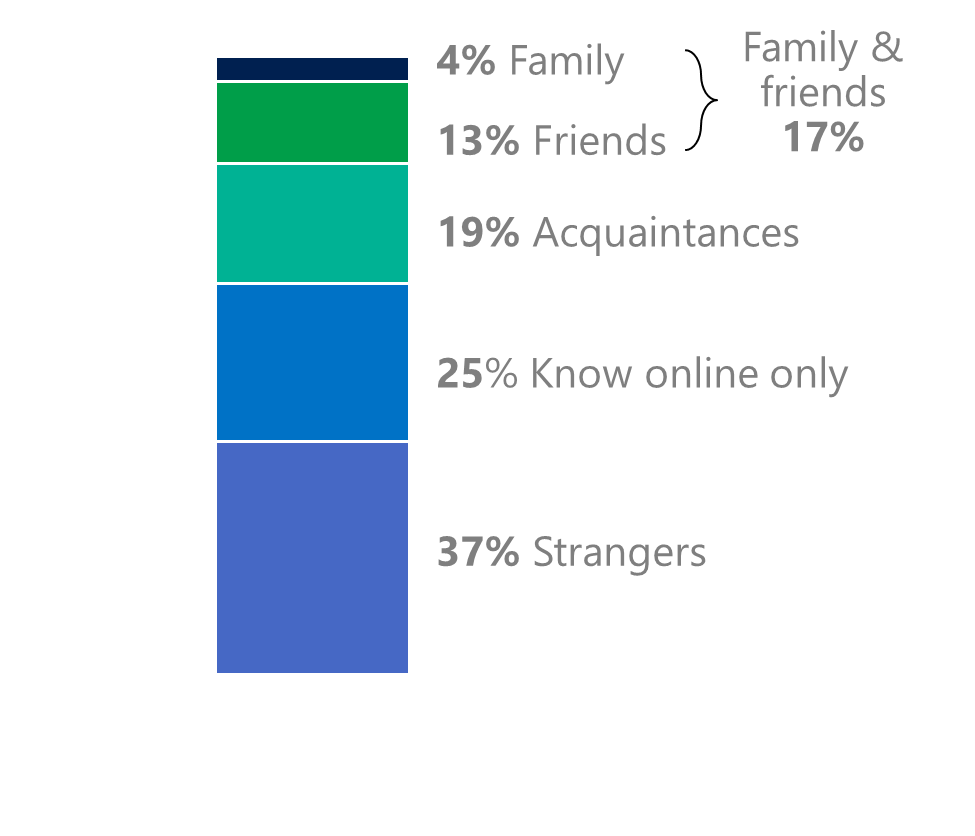 4% Family
13% Friends
Family &
friends
17%
19% Acquaintances
25% Know online only
37% Strangers